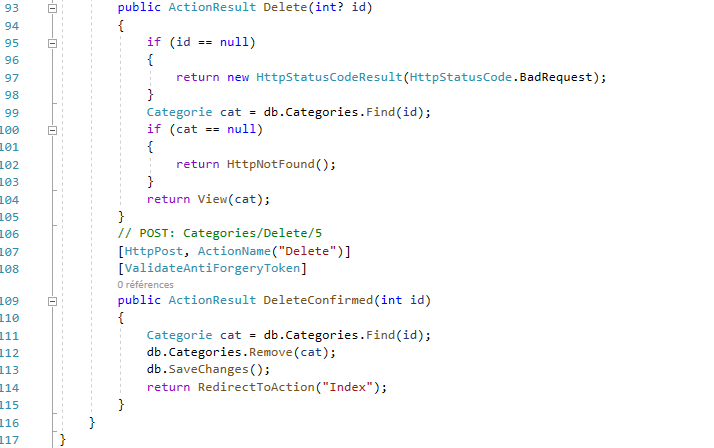 93 public ActionResult Delete(int? id)
94 {
95 if (id == null)
96 {
97 return new HttpStatusCodeResult(HttpStatusCode.BadRequest);
98 }
99 Categorie cat = db.Categories.Find(id);
100 if (cat == null)
101 {
102 return HttpNotFound();
103 }
104 return View(cat);
105 }
106 // POST: Categories/Delete/5
107 [HttpPost, ActionName("Delete")]
108 [ValidateAntiForgeryToken]
0 références
109 public ActionResult DeleteConfirmed(int id)
110 {
111 Categorie cat = db.Categories.Find(id);
112 db.Categories.Remove(cat);
113 db.SaveChanges();
114 return RedirectToAction("Index");
115 }
116 }
117 }